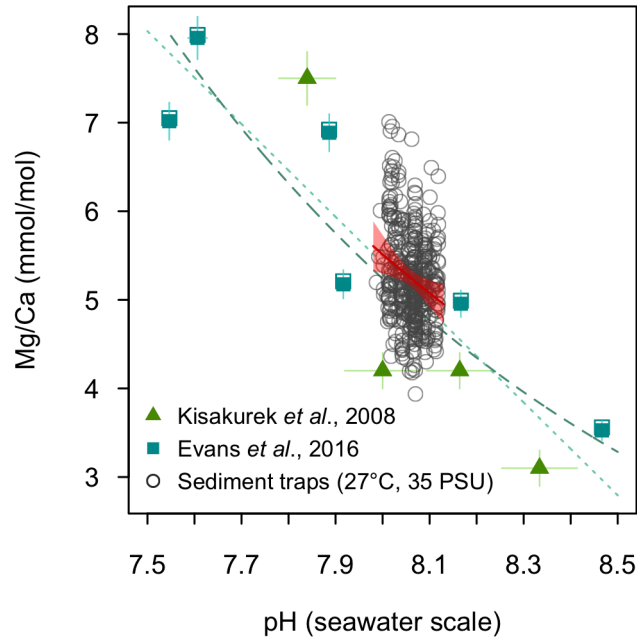 Mg/Ca (mmol/mol)
8
7
6
5
4
3
Kisakurek et al., 2008
Evans et al., 2016
Sediment traps (27°C, 35 PSU)
7.5 7.7 7.9 8.1 8.3 8.5
pH (seawater scale)